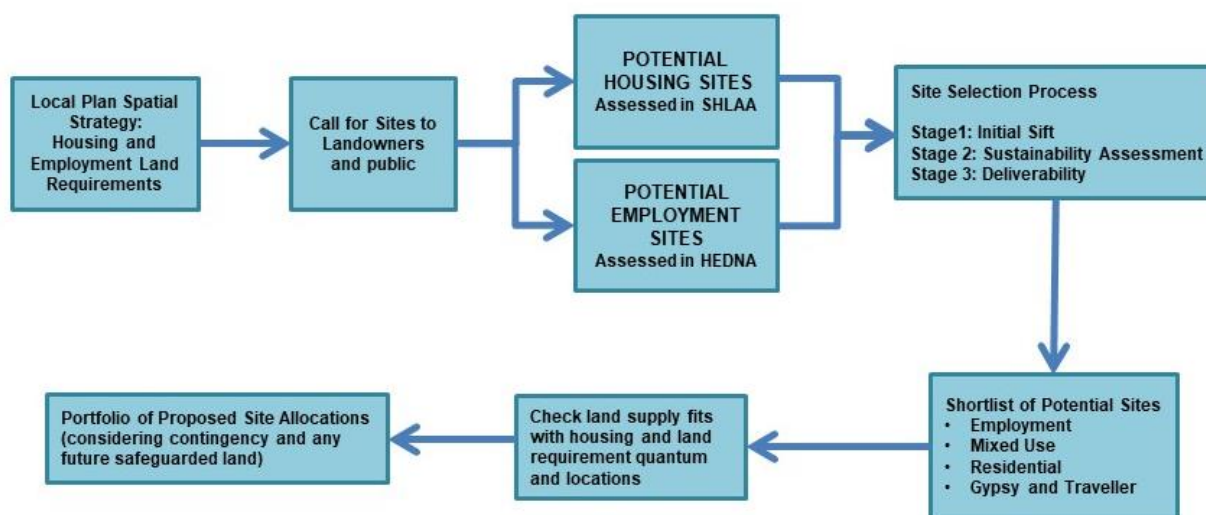 Local Plan Spatial
Strategy:
Housing and
Employment Land
Requirements
Call for Sites to
Landowners
and public
POTENTIAL
HOUSING SITES
Assessed in SHLAA
POTENTIAL
EMPLOYMENT
SITES
Assessed in HEDNA
Site Selection Process
Stage1: Initial Sift
Stage 2: Sustainability Assessment
Stage 3: Deliverability
Shortlist of Potential Sites
• Employment
• Mixed Use
• Residential
• Gypsy and Traveller
Check land supply fits
with housing and land
requirement quantum
and locations
Portfolio of Proposed Site Allocations
(considering contingency and any
future safeguarded land)